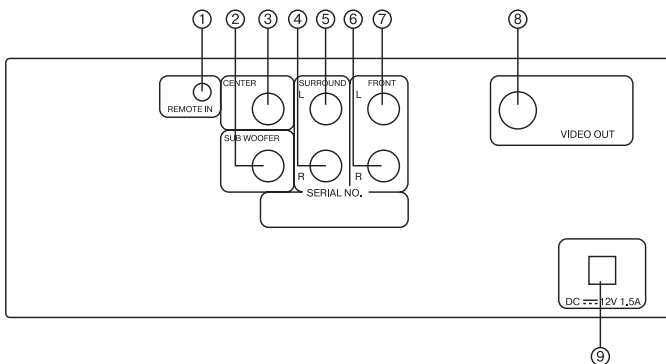 ① ② ③ ④ ⑤ ⑥ ⑦ ⑧
CENTER SURROUND FRONT
L L
REMOTE IN
VIDEO OUT
SUB WOOFER
R R
SERIAL NO.
DC ⎓ 12V 1.5A
⑨